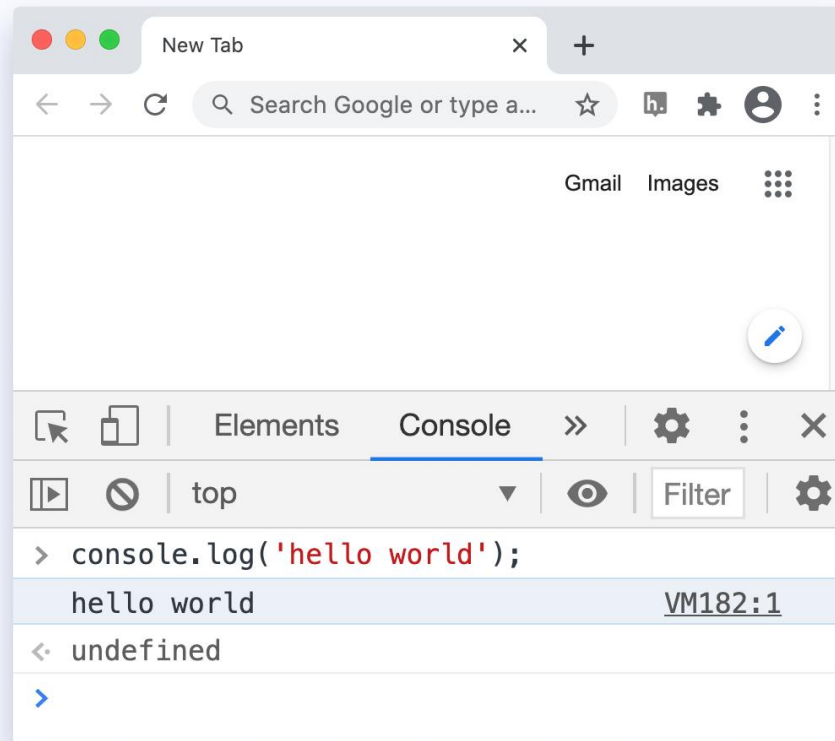 New Tab
Search Google or type a...
h.
Gmail Images
Elements Console
top Filter
> console.log('hello world');
hello world VM182:1
undefined
>